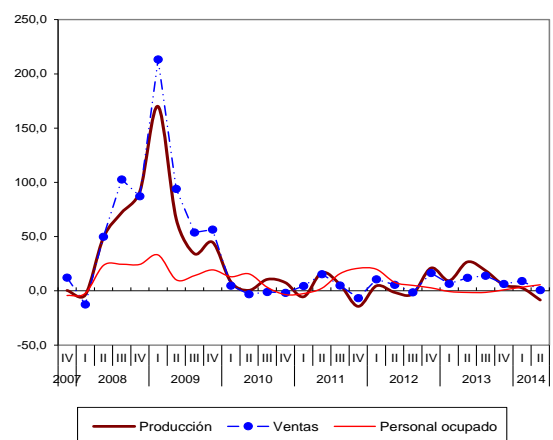 250,0
200,0
150,0
100,0
50,0
0,0
-50,0
IV I II III IV I II III IV I II III IV I II III IV I II III IV I II III IV I II
2007 2008 2009 2010 2011 2012 2013 2014
Producción Ventas Personal ocupado